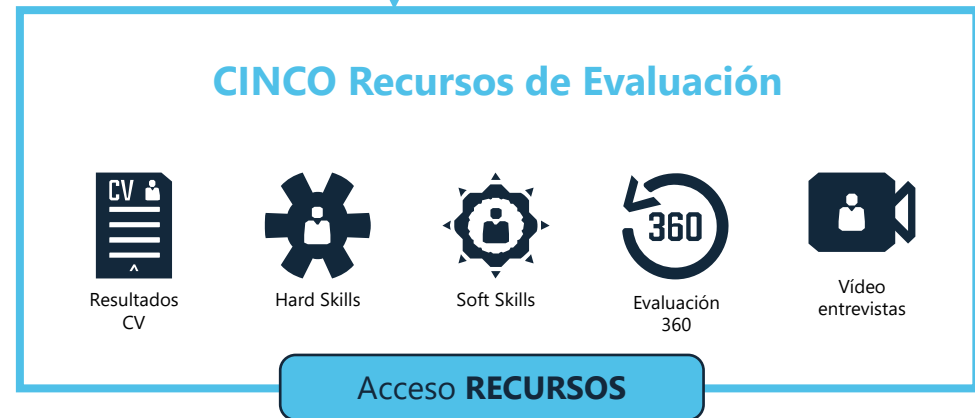 CINCO Recursos de Evaluación
CV
360
Resultados
CV
Hard Skills
Soft Skills
Evaluación
360
Vídeo
entrevistas
Acceso RECURSOS